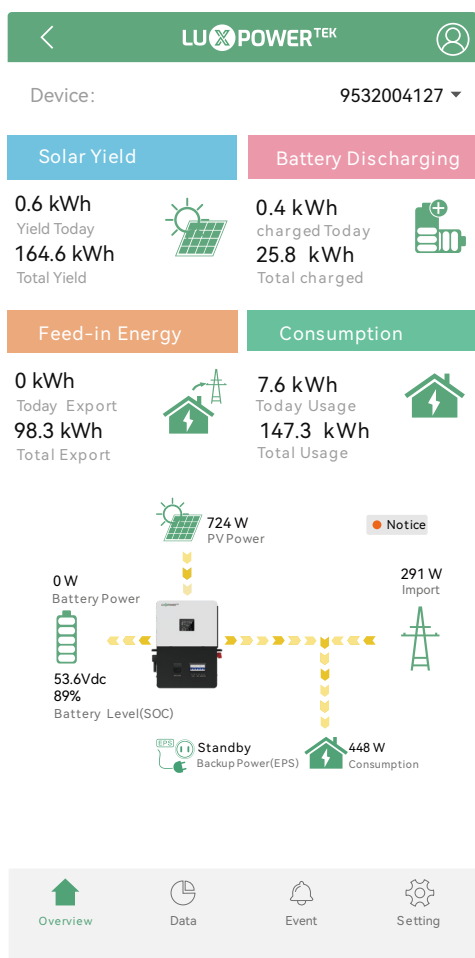 LUXPOWERTEK
Device: 9532004127
Solar Yield
Battery Discharging
0.6 kWh
Yield Today
164.6 kWh
Total Yield
0.4 kWh
charged Today
25.8 kWh
Total charged
Feed-in Energy
Consumption
0 kWh
Today Export
98.3 kWh
Total Export
7.6 kWh
Today Usage
147.3 kWh
Total Usage
724 W
PV Power
Notice
0 W
Battery Power
291 W
Import
53.6Vdc
89%
Battery Level(SOC)
EPS
Standby
Backup Power(EPS)
448 W
Consumption
Overview
Data
Event
Setting